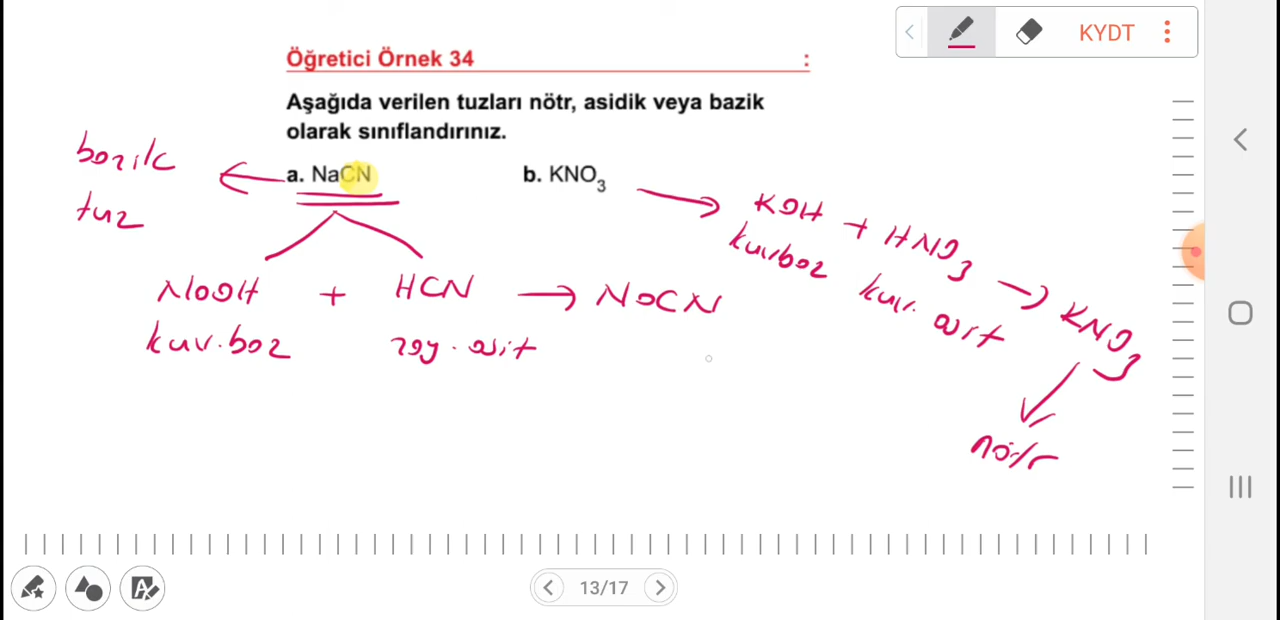 KYDT
Öğretici Örnek 34 :
Aşağıda verilen tuzları nötr, asidik veya bazik
olarak sınıflandırınız.
a. NaCN
b. KNO₃
bazik
tuz
NaOH + HCN → NaCN
kuv. baz
zay. asit
KOH + HNO₃ → KNO₃
kuv baz
kuv. asit
nötr
13/17